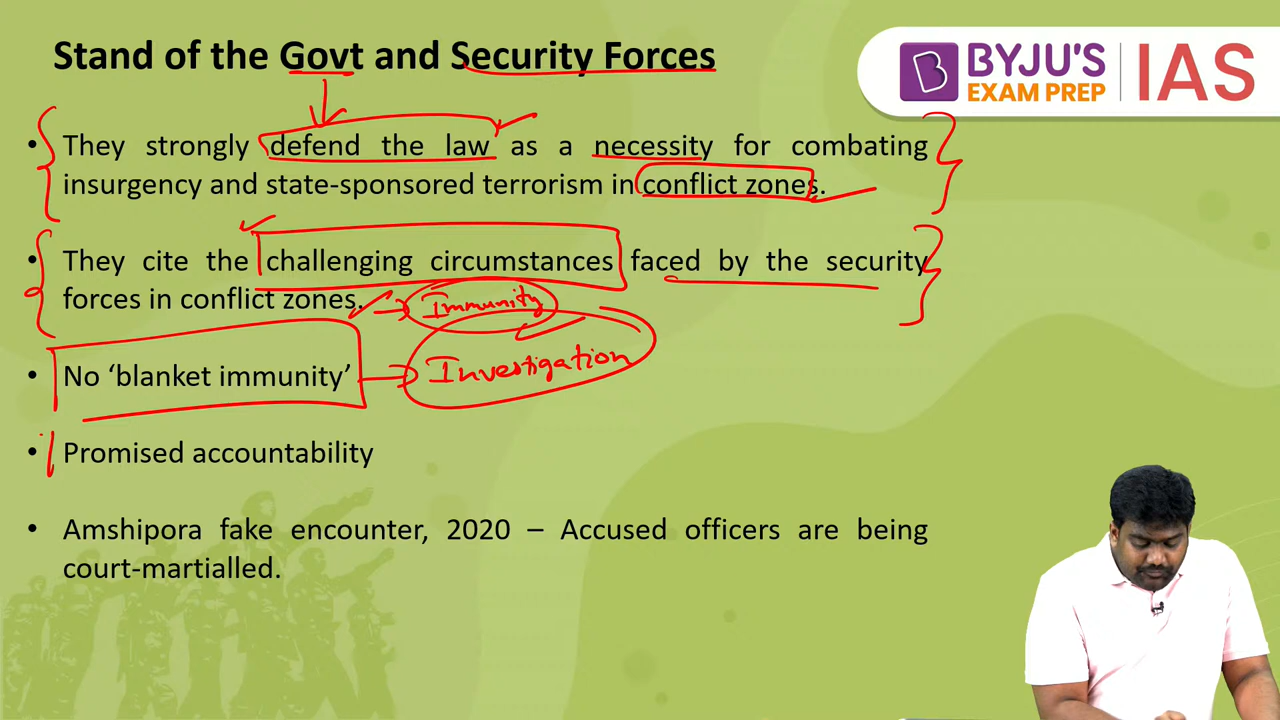 Stand of the Govt and Security Forces
BYJU'S
EXAM PREP
IAS
• They strongly defend the law as a necessity for combating
insurgency and state-sponsored terrorism in conflict zones.
• They cite the challenging circumstances faced by the security
forces in conflict zones.
Immunity
• No ‘blanket immunity’
Investigation
• Promised accountability
• Amshipora fake encounter, 2020 – Accused officers are being
court-martialled.